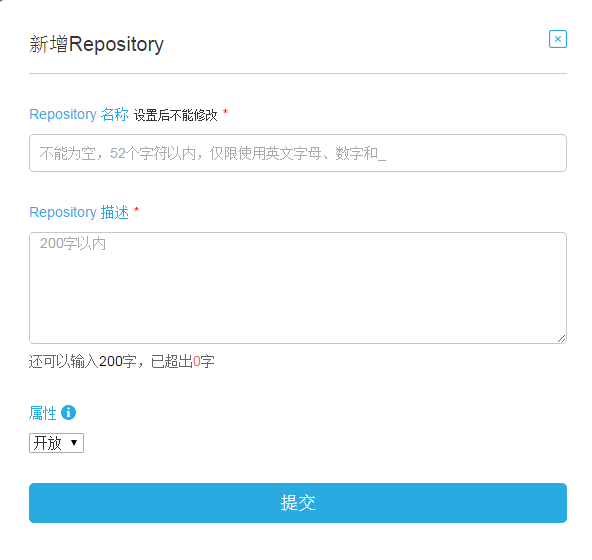 新增Repository
Repository 名称 设置后不能修改 *
不能为空，52个字符以内，仅限使用英文字母、数字和_
Repository 描述 *
200字以内
还可以输入200字，已超出0字
属性
开放
提交